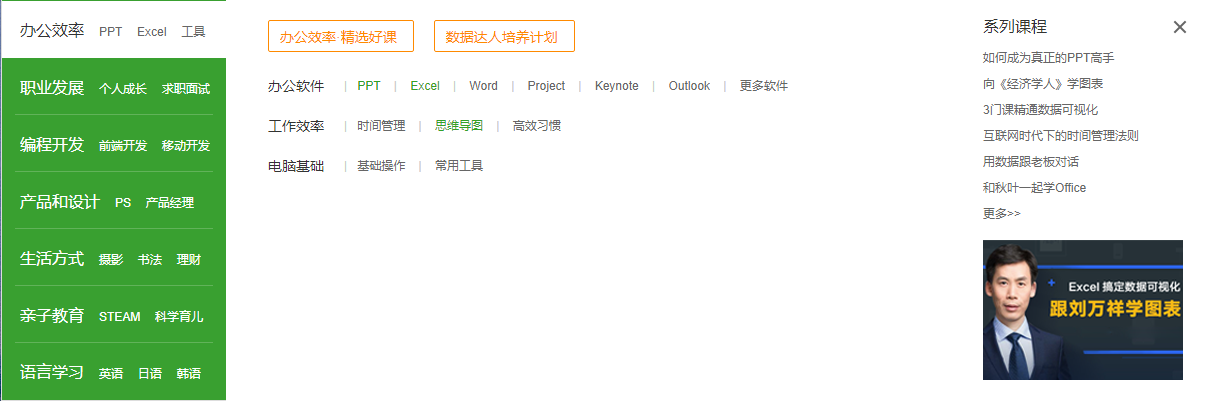 办公效率 PPT Excel 工具
职业发展 个人成长 求职面试
编程开发 前端开发 移动开发
产品和设计 PS 产品经理
生活方式 摄影 书法 理财
亲子教育 STEAM 科学育儿
语言学习 英语 日语 韩语
办公效率·精选好课 数据达人培养计划
办公软件 | PPT | Excel | Word | Project | Keynote | Outlook | 更多软件
工作效率 | 时间管理 | 思维导图 | 高效习惯
电脑基础 | 基础操作 | 常用工具
系列课程
如何成为真正的PPT高手
向《经济学人》学图表
3门课精通数据可视化
互联网时代下的时间管理法则
用数据跟老板对话
和秋叶一起学Office
更多>>
Excel 搞定数据可视化
跟刘万祥学图表